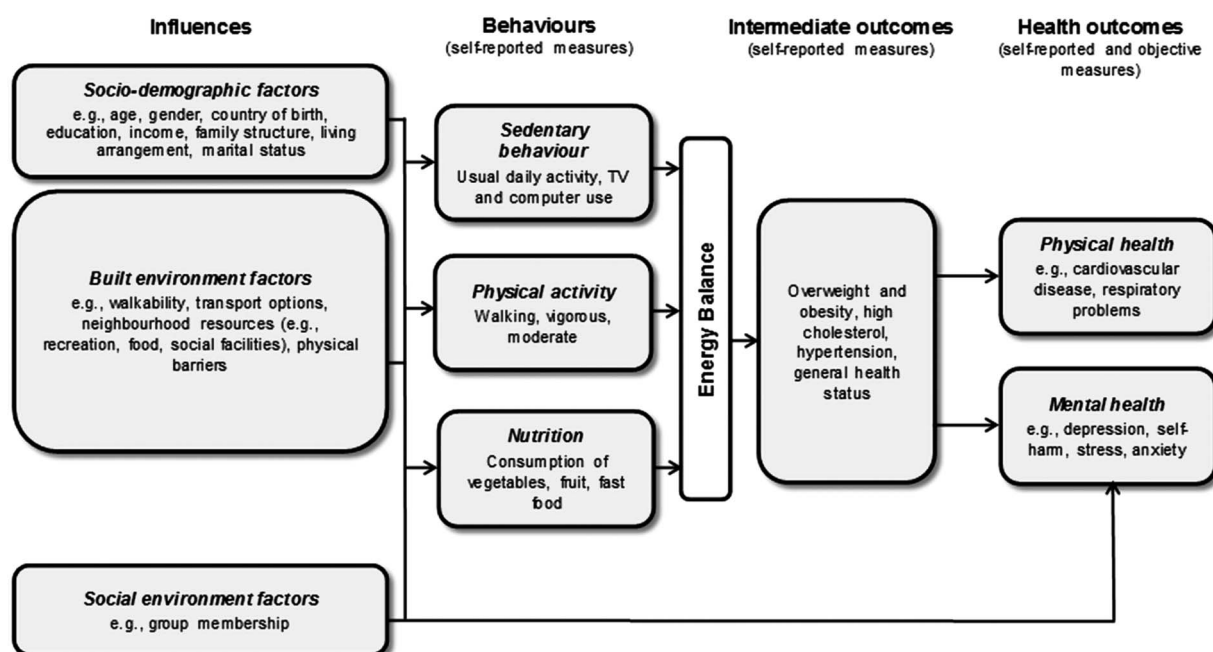 Influences
Behaviours
(self-reported measures)
Intermediate outcomes
(self-reported measures)
Health outcomes
(self-reported and objective
measures)
Socio-demographic factors
e.g., age, gender, country of birth,
education, income, family structure, living
arrangement, marital status
Built environment factors
e.g., walkability, transport options,
neighbourhood resources (e.g.,
recreation, food, social facilities), physical
barriers
Social environment factors
e.g., group membership
Sedentary
behaviour
Usual daily activity, TV
and computer use
Physical activity
Walking, vigorous,
moderate
Nutrition
Consumption of
vegetables, fruit, fast
food
Energy Balance
Overweight and
obesity, high
cholesterol,
hypertension,
general health
status
Physical health
e.g., cardiovascular
disease, respiratory
problems
Mental health
e.g., depression, self-
harm, stress, anxiety